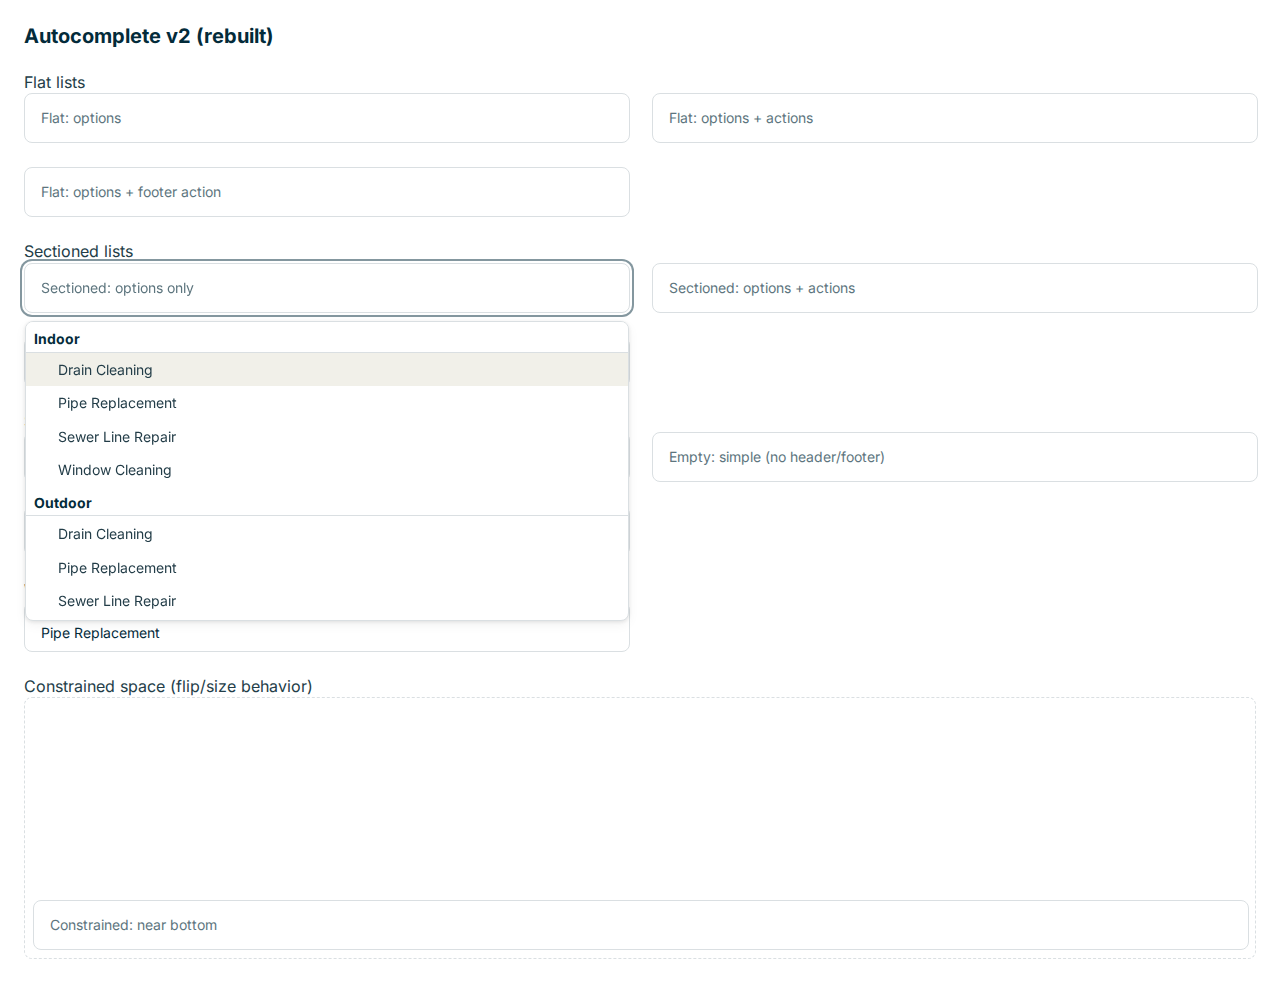 Autocomplete v2 (rebuilt)
Flat lists
Flat: options
Flat: options + actions
Flat: options + footer action
Sectioned lists
Sectioned: options only
Sectioned: options + actions
Indoor
Drain Cleaning
Pipe Replacement
Sewer Line Repair
Window Cleaning
Empty: simple (no header/footer)
Outdoor
Drain Cleaning
Pipe Replacement
Sewer Line Repair
Pipe Replacement
Constrained space (flip/size behavior)
Constrained: near bottom